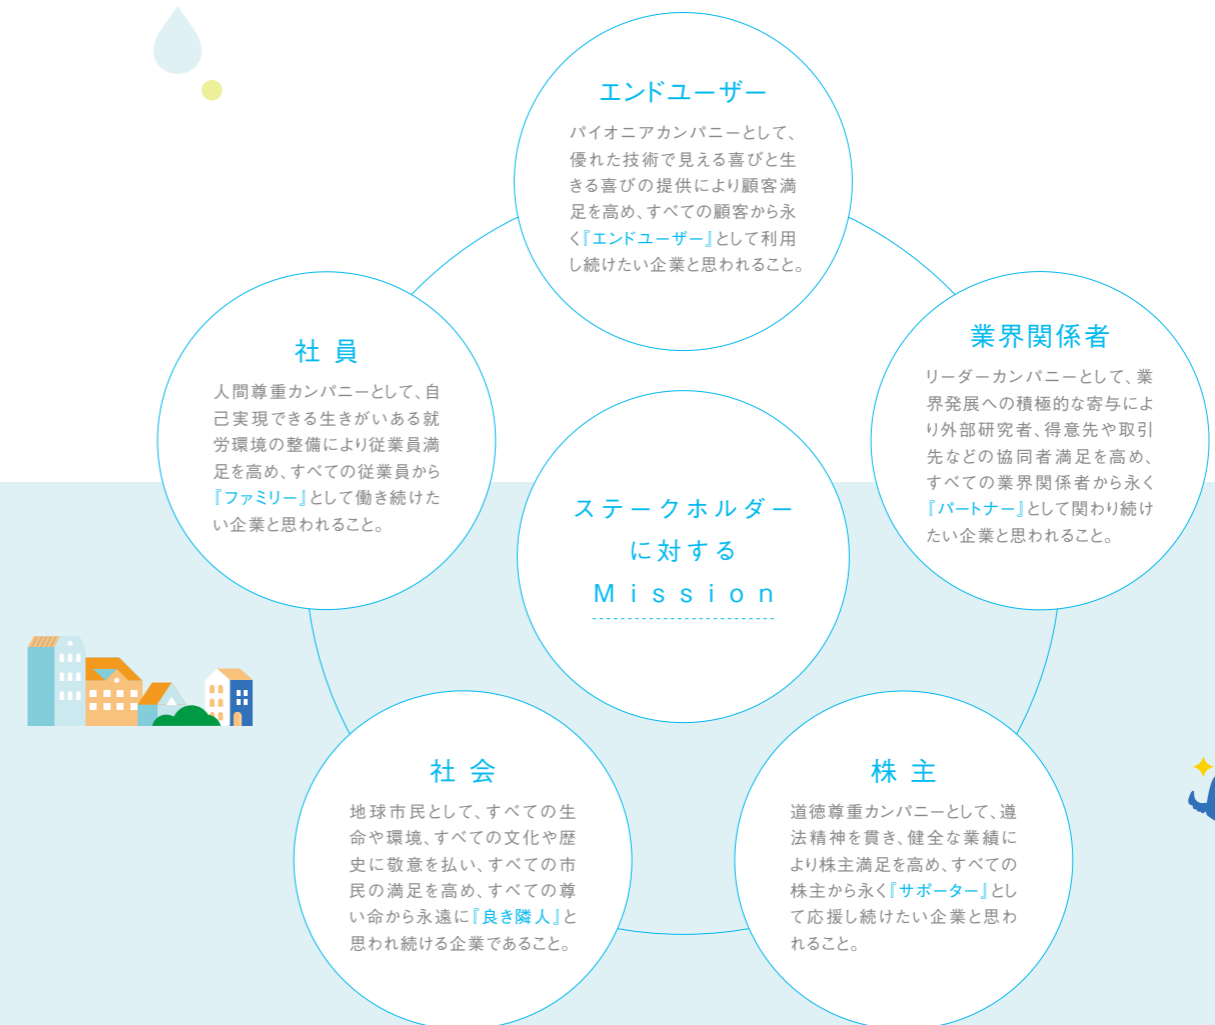 エンドユーザー
パイオニアカンパニーとして、
優れた技術で見える喜びと生
きる喜びの提供により顧客満
足を高め、すべての顧客から永
く『エンドユーザー』として利用
し続けたい企業と思われること。
社 員
人間尊重カンパニーとして、自
己実現できる生きがいある就
労環境の整備により従業員満
足を高め、すべての従業員から
『ファミリー』として働き続けた
い企業と思われること。
業界関係者
リーダーカンパニーとして、業
界発展への積極的な寄与によ
り外部研究者、得意先や取引
先などの協同者満足を高め、
すべての業界関係者から永く
『パートナー』として関わり続け
たい企業と思われること。
ステークホルダー
に対する
Mission
社 会
地球市民として、すべての生
命や環境、すべての文化や歴
史に敬意を払い、すべての市
民の満足を高め、すべての尊
い命から永遠に『良き隣人』と
思われ続ける企業であること。
株 主
道徳尊重カンパニーとして、遵
法精神を貫き、健全な業績に
より株主満足を高め、すべての
株主から永く『サポーター』とし
て応援し続けたい企業と思わ
れること。